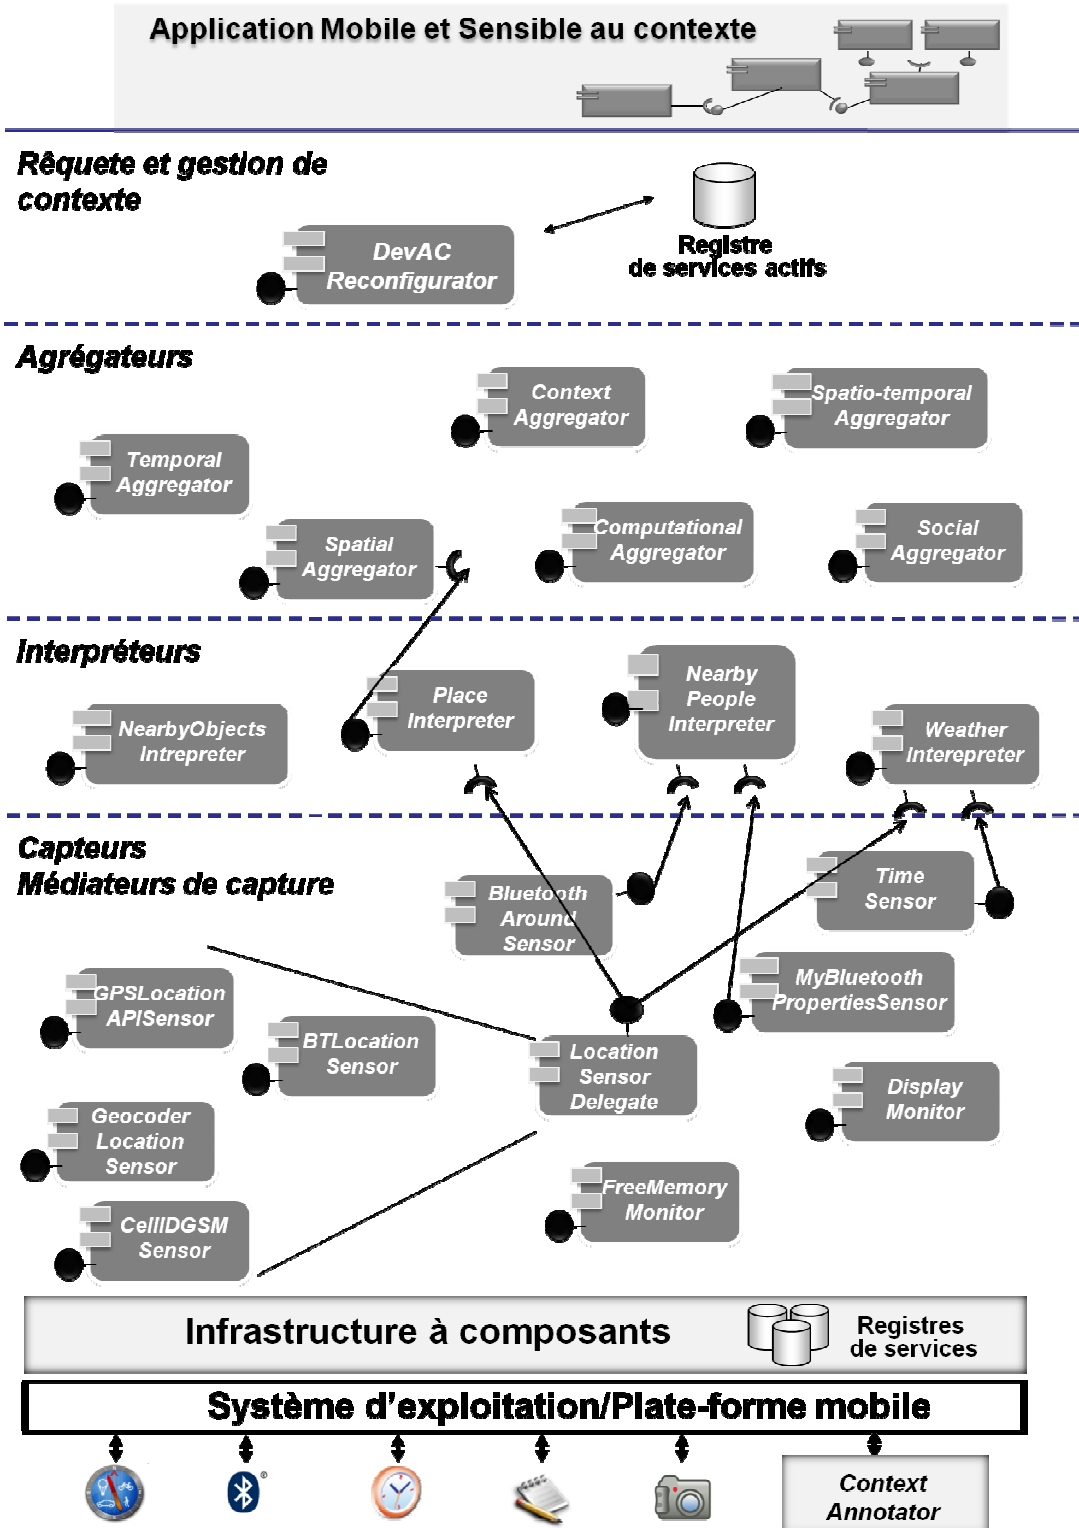 Application Mobile et Sensible au contexte
Rêquete et gestion de
contexte
DevAC
Reconfigurator
Registre
de services actifs
Agrégateurs
Context
Aggregator
Spatio-temporal
Aggregator
Temporal
Aggregator
Spatial
Aggregator
Computational
Aggregator
Social
Aggregator
Interpréteurs
NearbyObjects
Intrepreter
Place
Interpreter
Nearby
People
Interpreter
Weather
Interepreter
Capteurs
Médiateurs de capture
Bluetooth
Around
Sensor
Time
Sensor
GPSLocation
APISensor
BTLocation
Sensor
Location
Sensor
Delegate
MyBluetooth
PropertiesSensor
Display
Monitor
Geocoder
Location
Sensor
CellIDGSM
Sensor
FreeMemory
Monitor
Infrastructure à composants
Registres
de services
Système d'exploitation/Plate-forme mobile
Context
Annotator